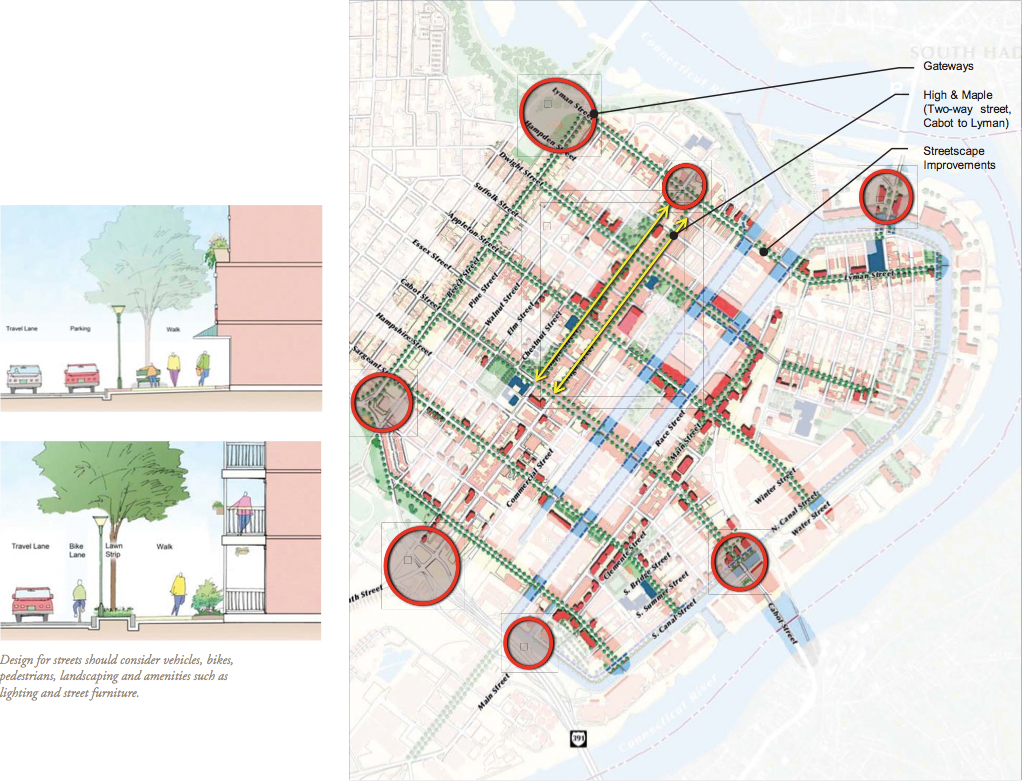 Travel Lane
Parking
Walk
Travel Lane
Bike
Lane
Lawn
Strip
Walk
Design for streets should consider vehicles, bikes,
pedestrians, landscaping and amenities such as
lighting and street furniture.
SOUTH HAD
Connecticut
Gateways
High & Maple
(Two-way street,
Cabot to Lyman)
Streetscape
Improvements
Lyman Street
Hampden Street
Dwight Street
Suffolk Street
Appleton Street
Essex Street
Cabot Street
Hampshire Street
Sargeant St
Beech Street
Pine Street
Walnut Street
Elm Street
Chestnut Street
Lyman Street
Race Street
Main Street
Commercial Street
Winter Street
N. Canal Street
Water Street
Clemente Street
S. Bridge Street
S. Summer Street
S. Canal Street
Cabot Street
uth Street
Main Street
Connecticut River
391